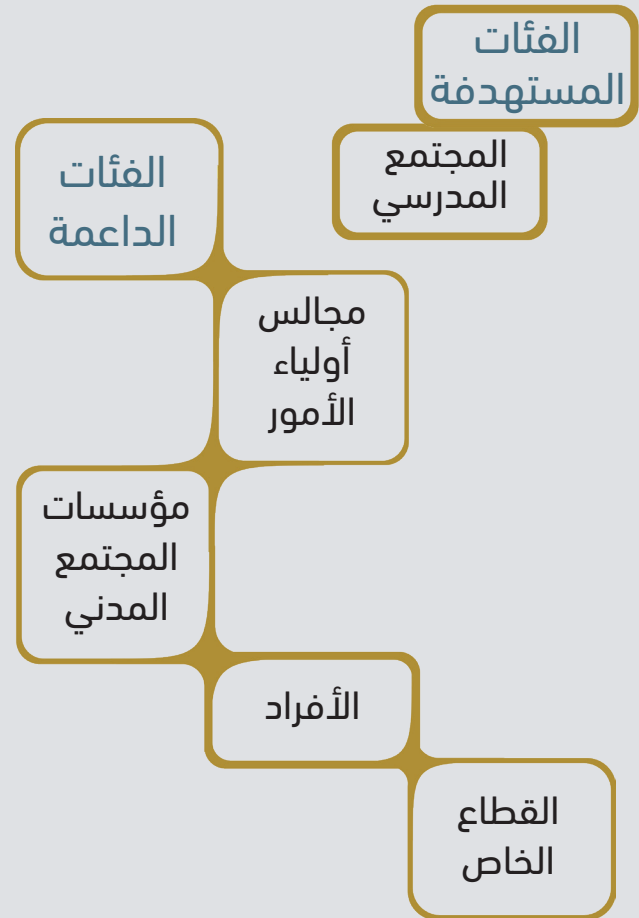 الفئات
المستهدفة
المجتمع
المدرسي
الفئات
الداعمة
مجالس
أولياء
الأمور
مؤسسات
المجتمع
المدني
الأفراد
القطاع
الخاص